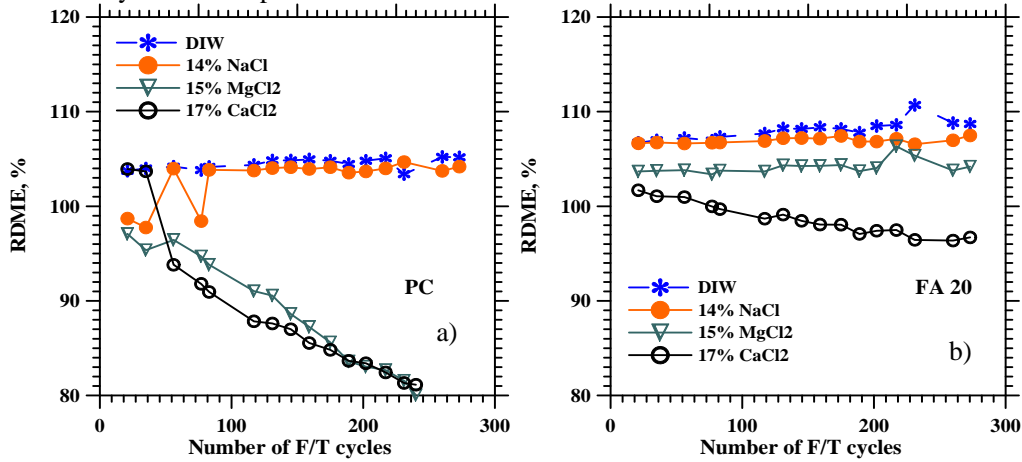 120
110
100
90
80
RDME, %
DIW
14% NaCl
15% MgCl2
17% CaCl2
PC
a)
0
100
200
300
Number of F/T cycles
120
110
100
90
80
RDME, %
DIW
14% NaCl
15% MgCl2
17% CaCl2
FA 20
b)
0
100
200
300
Number of F/T cycles